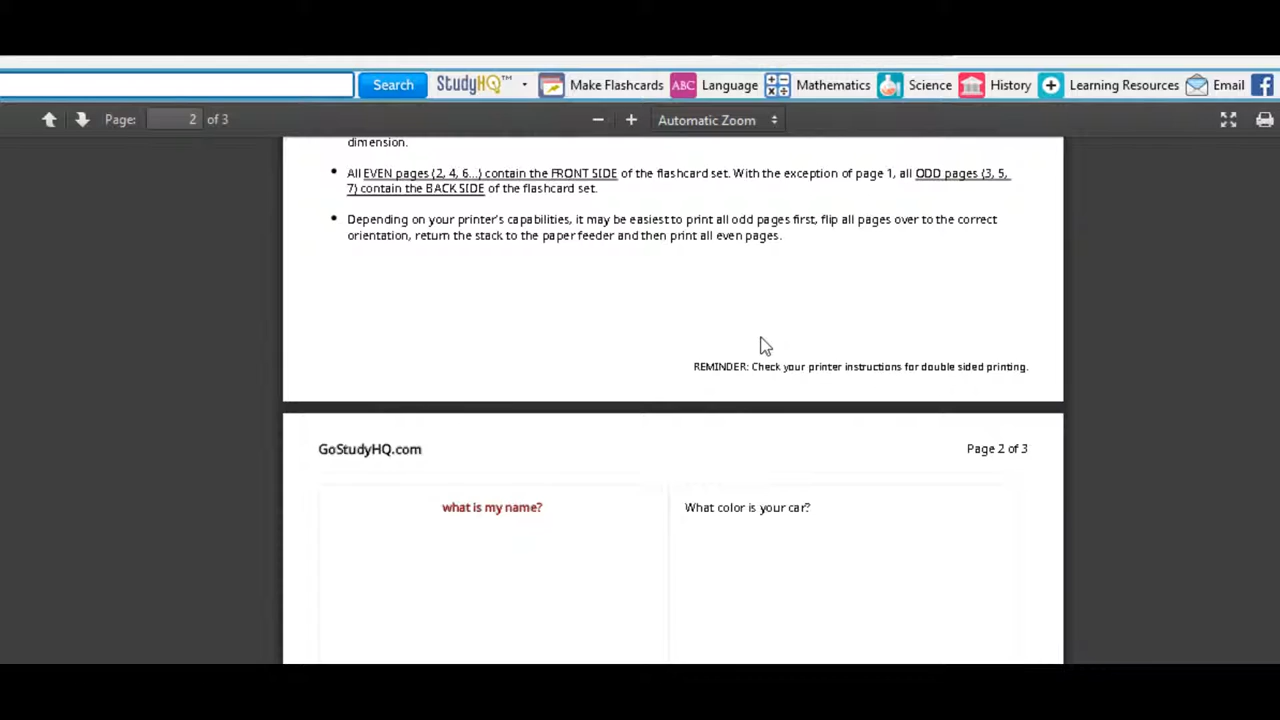 Search StudyHQ™ Make Flashcards ABC Language Mathematics Science History Learning Resources Email
Page: 2 of 3 Automatic Zoom
dimension.
• All EVEN pages (2, 4, 6...) contain the FRONT SIDE of the flashcard set. With the exception of page 1, all ODD pages (3, 5,
7) contain the BACK SIDE of the flashcard set.
• Depending on your printer's capabilities, it may be easiest to print all odd pages first, flip all pages over to the correct
orientation, return the stack to the paper feeder and then print all even pages.
REMINDER: Check your printer instructions for double sided printing.
GoStudyHQ.com Page 2 of 3
what is my name? What color is your car?